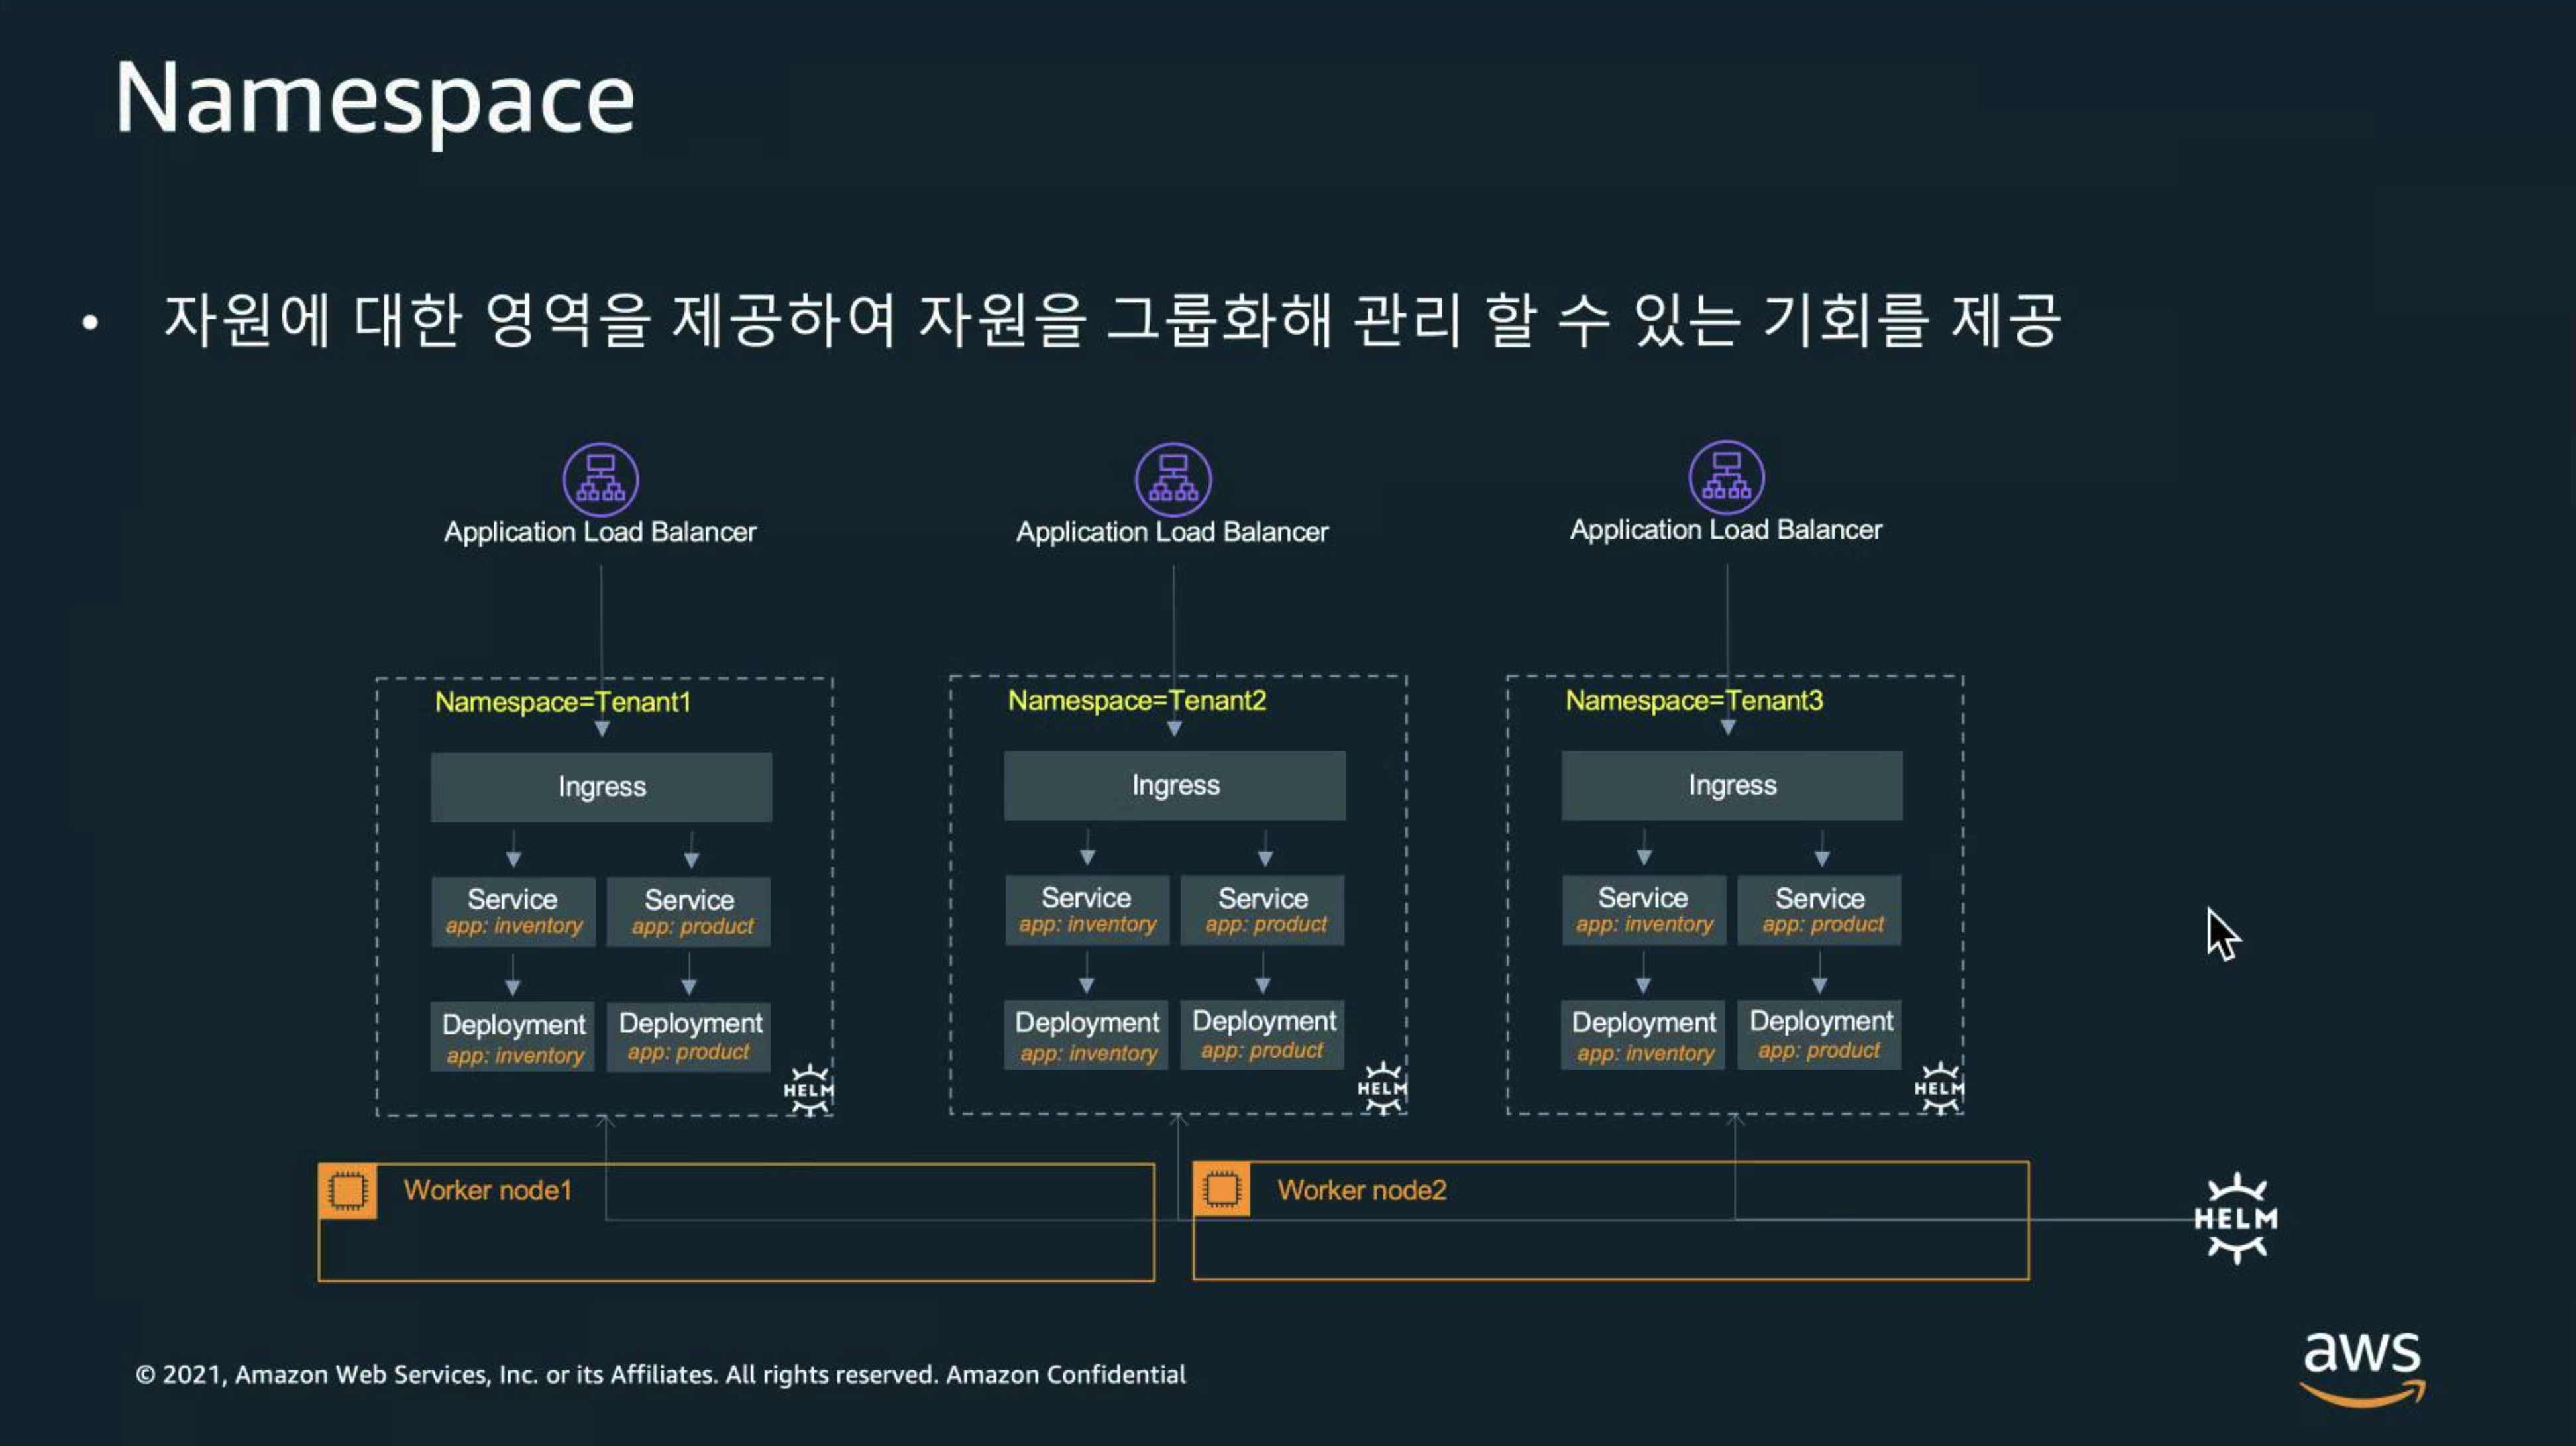 Namespace
• 자원에 대한 영역을 제공하여 자원을 그룹화해 관리 할 수 있는 기회를 제공
Application Load Balancer
Application Load Balancer
Application Load Balancer
Namespace=Tenant1
Ingress
Service
app: inventory
Service
app: product
Deployment
app: inventory
Deployment
app: product
HELM
Namespace=Tenant2
Ingress
Service
app: inventory
Service
app: product
Deployment
app: inventory
Deployment
app: product
HELM
Namespace=Tenant3
Ingress
Service
app: inventory
Service
app: product
Deployment
app: inventory
Deployment
app: product
HELM
Worker node1
Worker node2
HELM
© 2021, Amazon Web Services, Inc. or its Affiliates. All rights reserved. Amazon Confidential
aws